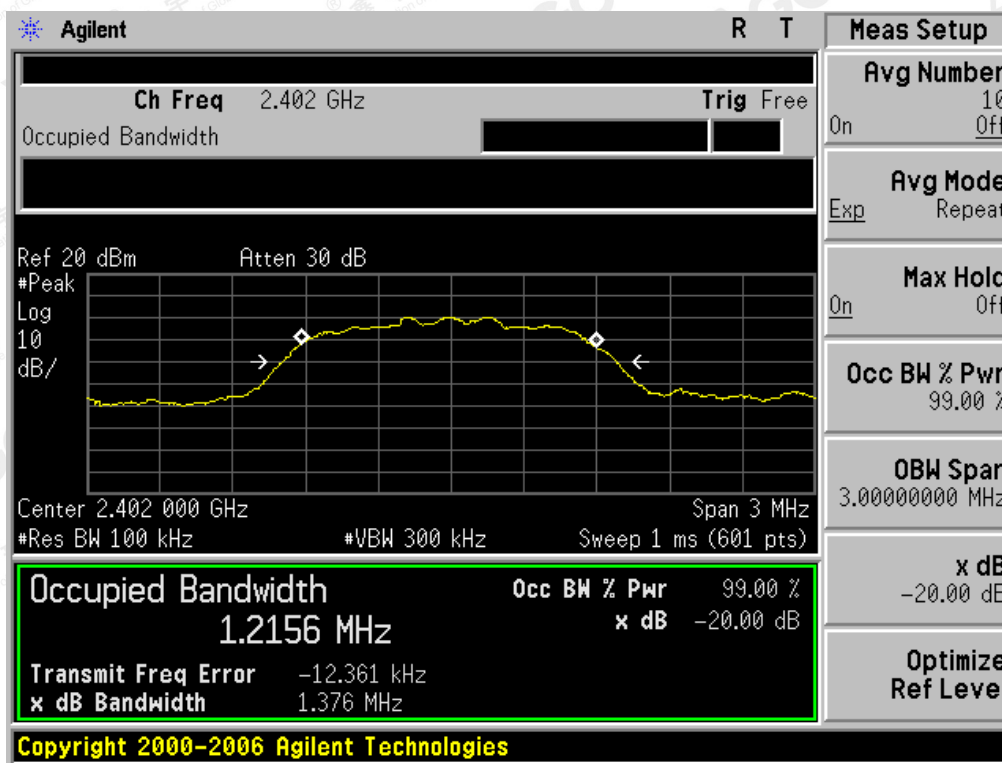 Agilent R T Meas Setup
Ch Freq 2.402 GHz Trig Free
Occupied Bandwidth
Avg Number
10
On Off
Avg Mode
Exp Repeat
Max Hold
On Off
Occ BW % Pwr
99.00 %
OBW Span
3.00000000 MHz
x dB
-20.00 dB
Optimize
Ref Level
Ref 20 dBm Atten 30 dB
#Peak
Log
10
dB/
Center 2.402 000 GHz Span 3 MHz
#Res BW 100 kHz #VBW 300 kHz Sweep 1 ms (601 pts)
Occupied Bandwidth
1.2156 MHz
Occ BW % Pwr 99.00 %
x dB -20.00 dB
Transmit Freq Error -12.361 kHz
x dB Bandwidth 1.376 MHz
Copyright 2000-2006 Agilent Technologies